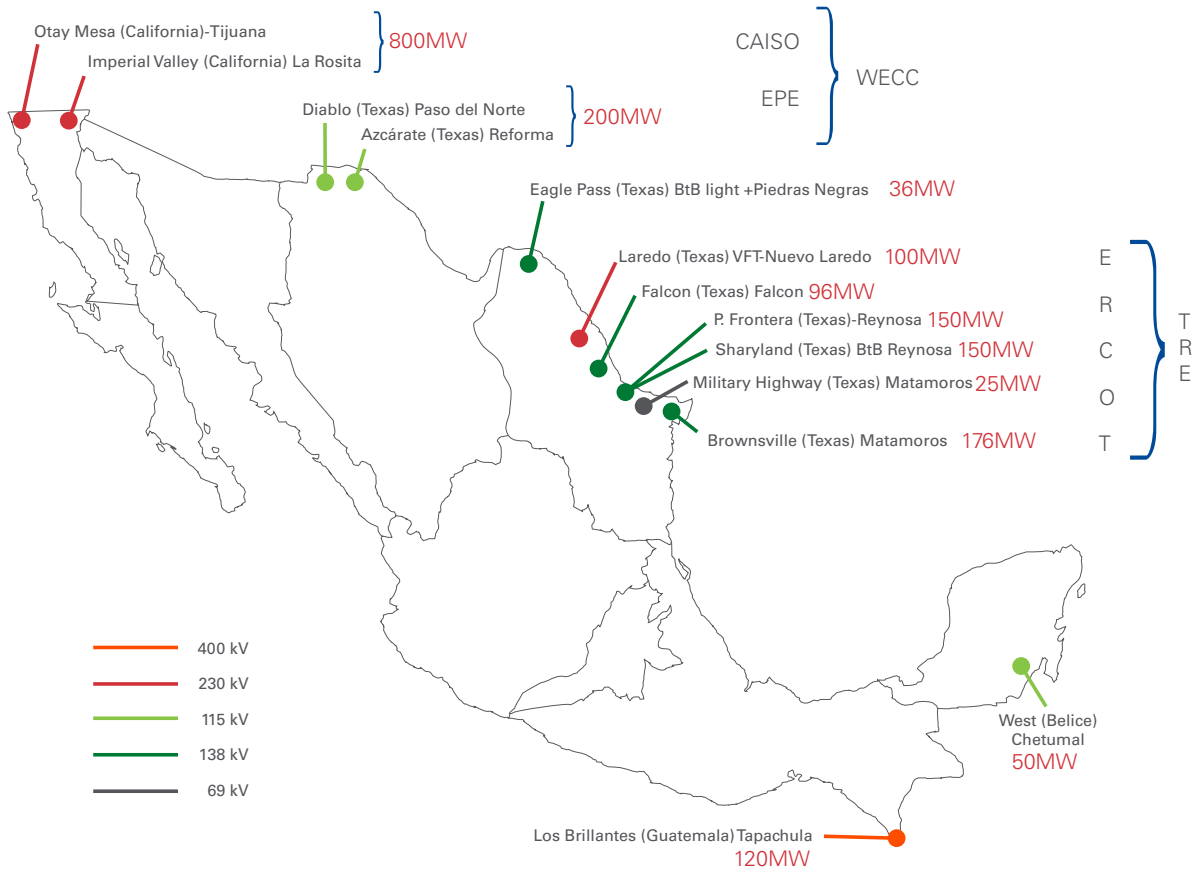 Otay Mesa (California)-Tijuana
Imperial Valley (California) La Rosita
800MW
CAISO
EPE
WECC
Diablo (Texas) Paso del Norte
Azcárate (Texas) Reforma
200MW
Eagle Pass (Texas) BtB light +Piedras Negras 36MW
Laredo (Texas) VFT-Nuevo Laredo 100MW
Falcon (Texas) Falcon 96MW
P. Frontera (Texas)-Reynosa 150MW
Sharyland (Texas) BtB Reynosa 150MW
Military Highway (Texas) Matamoros 25MW
Brownsville (Texas) Matamoros 176MW
E
R
C
O
T
T
R
E
400 kV
230 kV
115 kV
138 kV
69 kV
West (Belice)
Chetumal
50MW
Los Brillantes (Guatemala) Tapachula
120MW